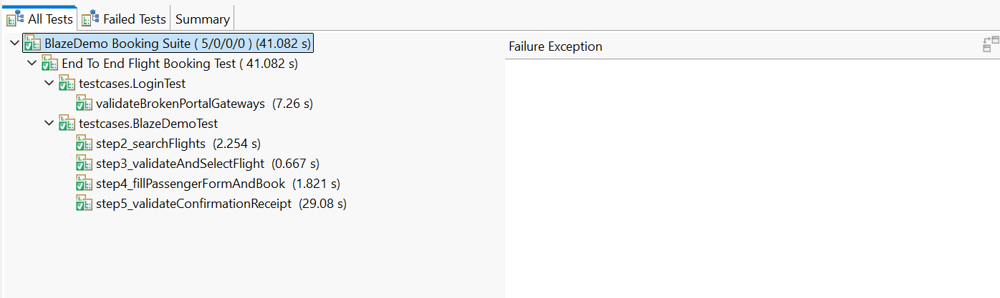 All Tests Failed Tests Summary
BlazeDemo Booking Suite ( 5/0/0/0 ) (41.082 s)
Failure Exception
End To End Flight Booking Test ( 41.082 s)
testcases.LoginTest
validateBrokenPortalGateways (7.26 s)
testcases.BlazeDemoTest
step2_searchFlights (2.254 s)
step3_validateAndSelectFlight (0.667 s)
step4_fillPassengerFormAndBook (1.821 s)
step5_validateConfirmationReceipt (29.08 s)